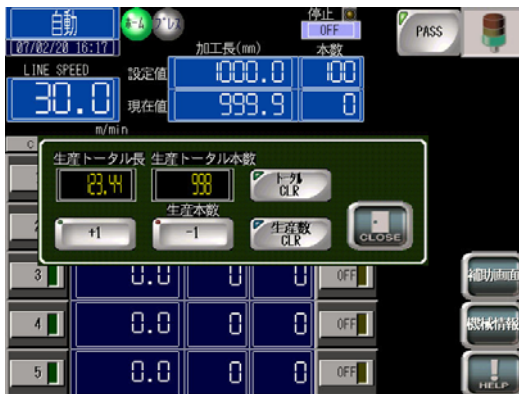 自動
ホーム
プレス
停止
OFF
PASS
07/02/20 16:17
加工長(mm)
本数
LINE SPEED
設定値
1000.0
100
30.0
現在値
999.9
0
m/min
C
生産トータル長
生産トータル本数
123.44
998
トータル
CLR
生産本数
+1
-1
生産数
CLR
CLOSE
3
0.0
0
0
OFF
補助画面
4
0.0
0
0
OFF
機械情報
5
0.0
0
0
OFF
HELP